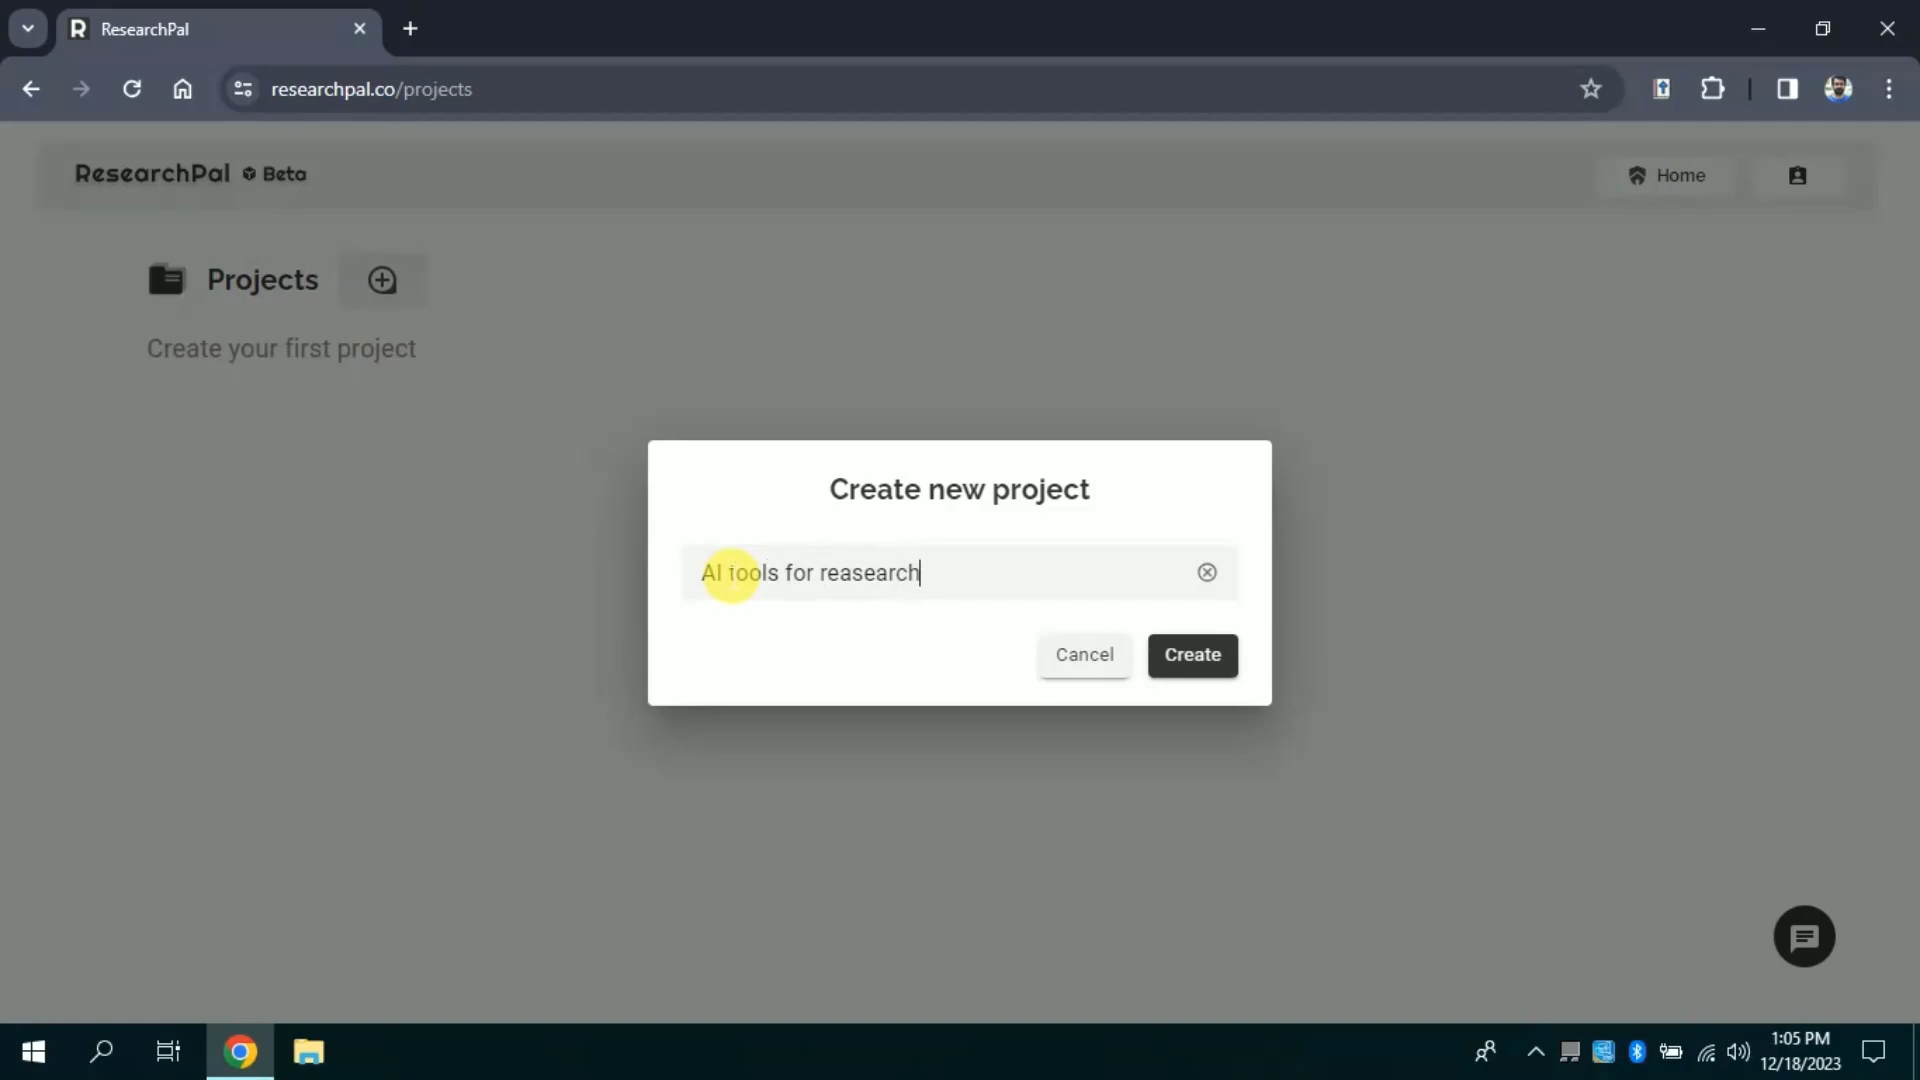 ResearchPal
researchpal.co/projects
ResearchPal Beta
Home
Projects
Create your first project
Create new project
AI tools for reasearch
Cancel
Create
1:05 PM
12/18/2023